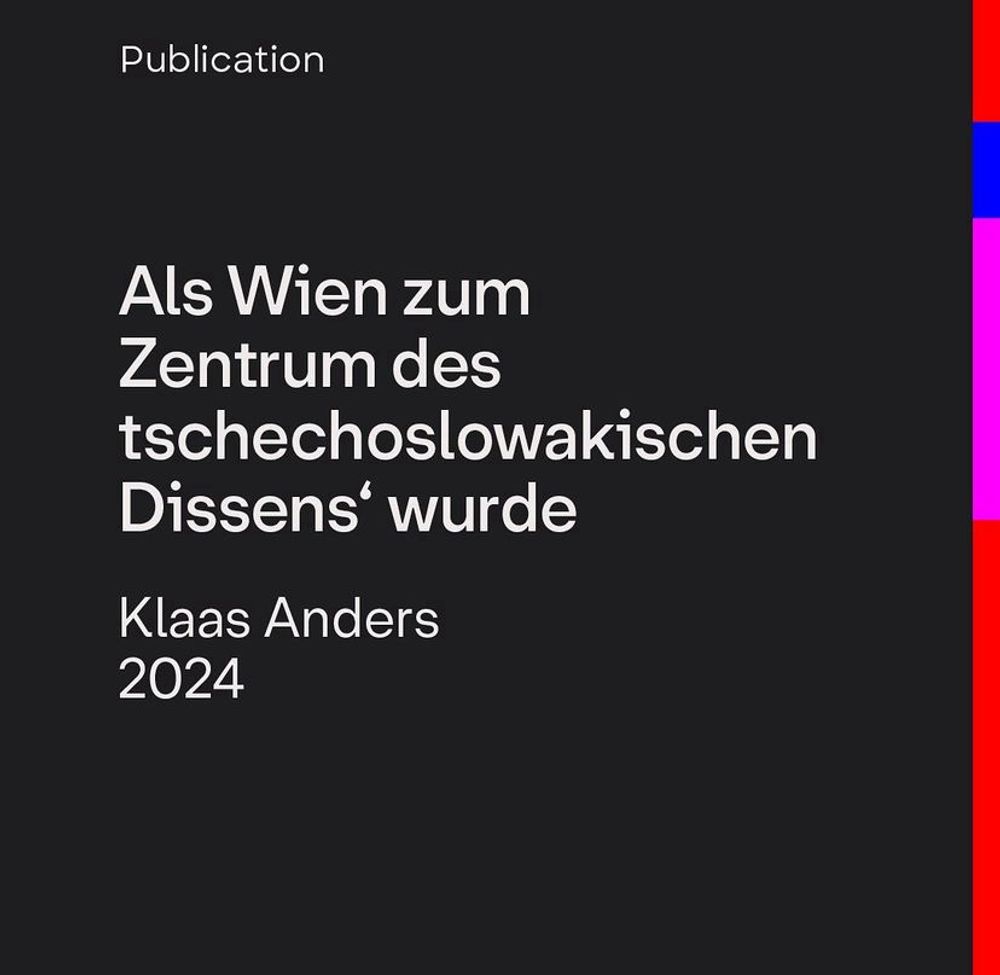 Publication
Als Wien zum
Zentrum des
tschechoslowakischen
Dissens‘ wurde
Klaas Anders
2024